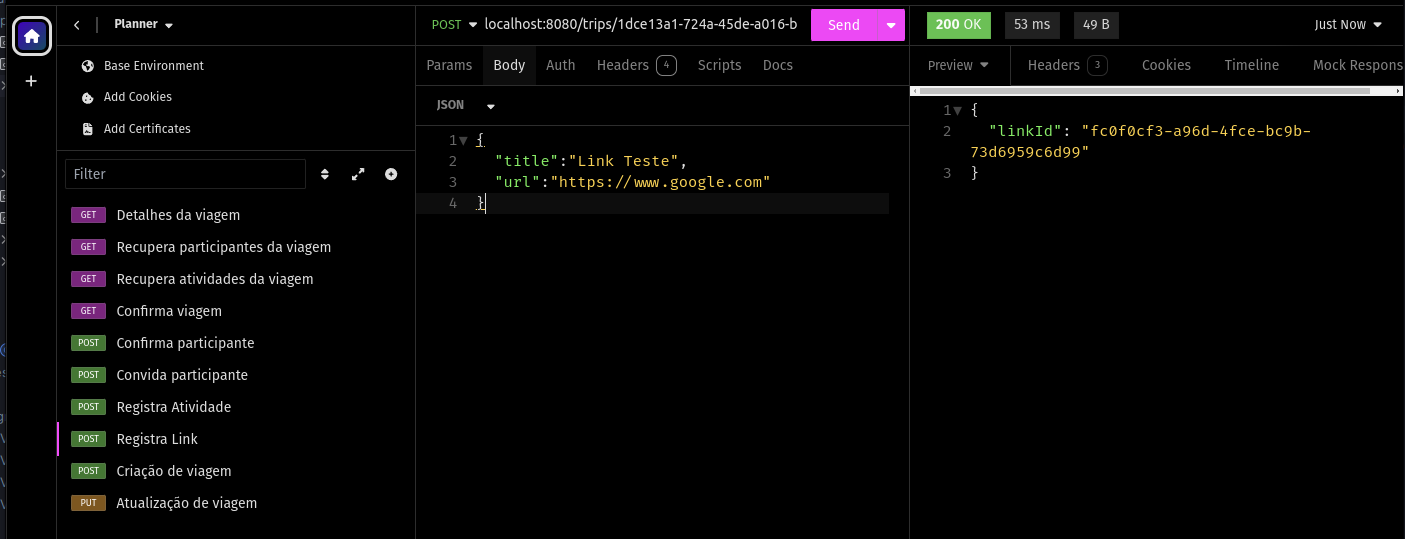 Planner
Base Environment
Add Cookies
Add Certificates
Filter
GET Detalhes da viagem
GET Recupera participantes da viagem
GET Recupera atividades da viagem
GET Confirma viagem
POST Confirma participante
POST Convida participante
POST Registra Atividade
POST Registra Link
POST Criação de viagem
PUT Atualização de viagem
POST localhost:8080/trips/1dce13a1-724a-45de-a016-b Send
Params Body Auth Headers 4 Scripts Docs
JSON
1 {
2 "title":"Link Teste",
3 "url":"https://www.google.com"
4 }
200 OK 53 ms 49 B Just Now
Preview Headers 3 Cookies Timeline Mock Respons
1 {
2 "linkId": "fc0f0cf3-a96d-4fce-bc9b-
73d6959c6d99"
3 }